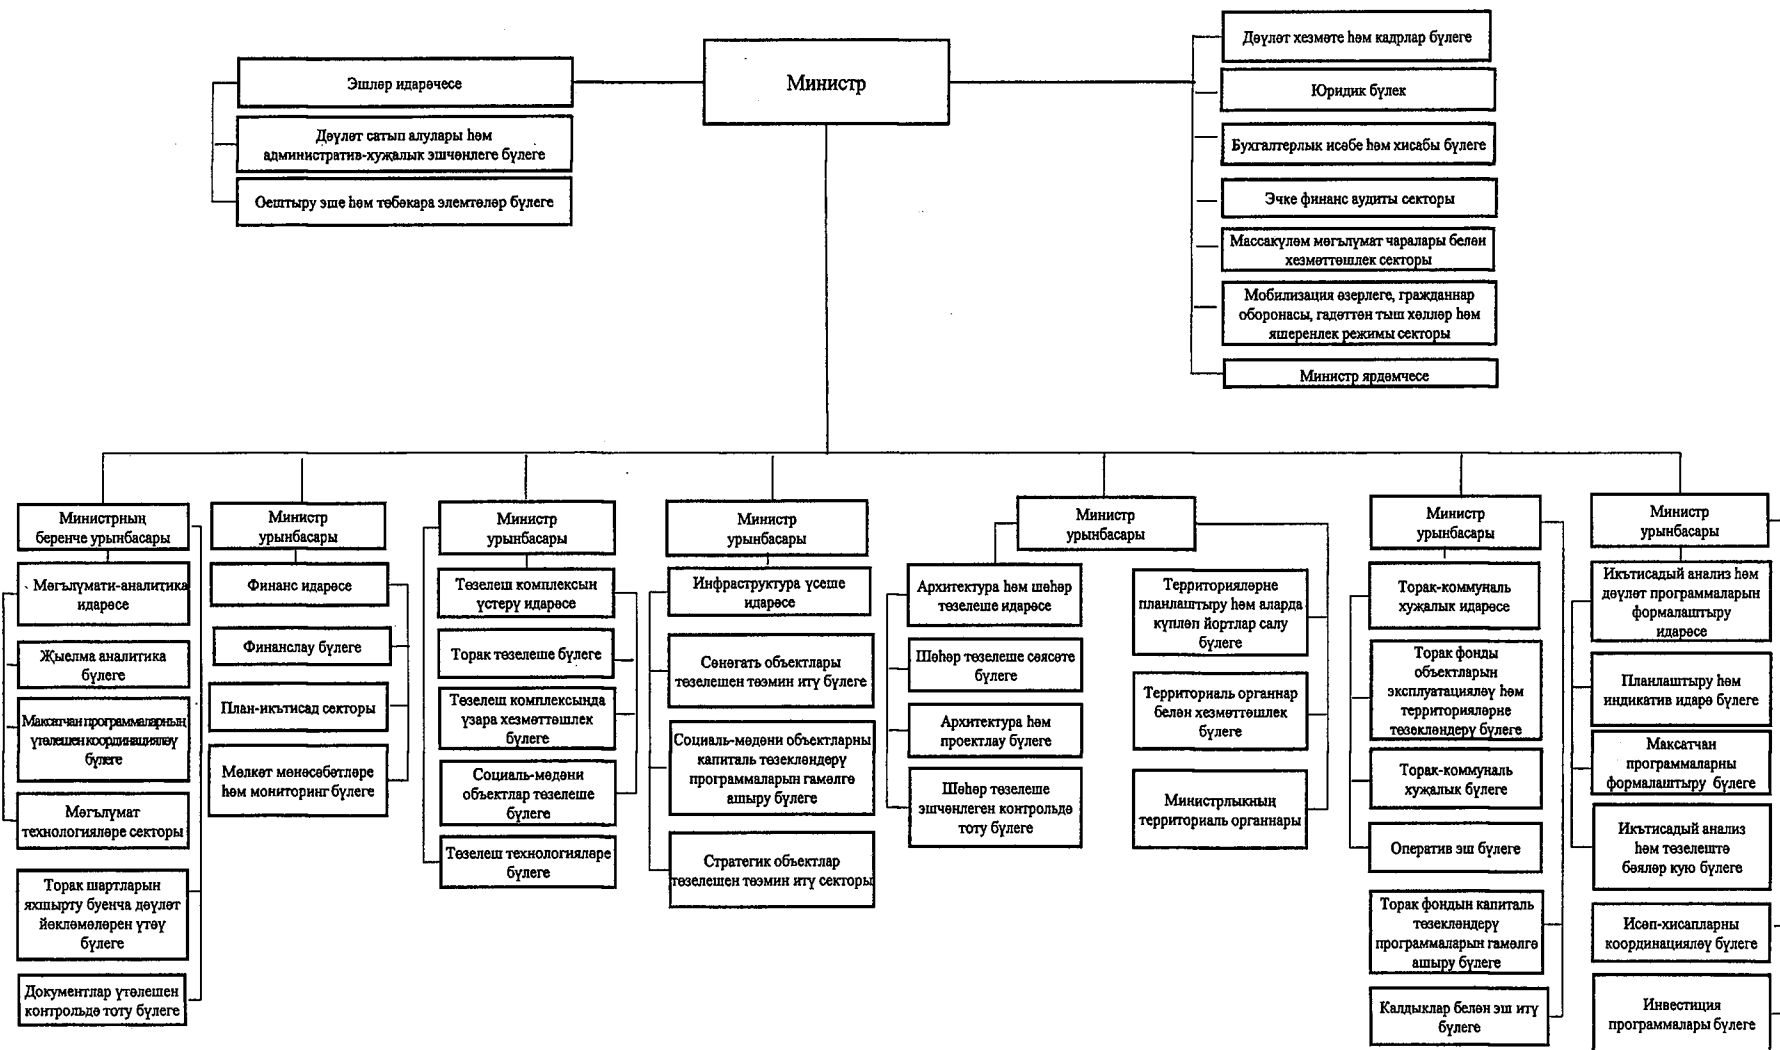 Министр
Эшләр идарәчесе
Дәүләт сатып алулары һәм
административ-хуҗалык эшчәнлеге бүлеге
Оештыру эше һәм төбәкара элемтәләр бүлеге
Дәүләт хезмәте һәм кадрлар бүлеге
Юридик бүлек
Бухгалтерлык исәбе һәм хисабы бүлеге
Эчке финанс аудиты секторы
Массакүләм мәгълүмат чаралары белән
хезмәттәшлек секторы
Мобилизация әзерлеге, гражданнар
оборонасы, гадәттән тыш хәлләр һәм
яшеренлек режимы секторы
Министр ярдәмчесе
Министрның
беренче урынбасары
Мәгълүмати-аналитика
идарәсе
Җыелма аналитика
бүлеге
Максатчан программаларның
үтәлешен координацияләү
бүлеге
Мәгълүмат
технологияләре секторы
Торак шартларын
яхшырту буенча дәүләт
йөкләмәләрен үтәү
бүлеге
Документлар үтәлешен
контрольдә тоту бүлеге
Министр
урынбасары
Финанс идарәсе
Финанслау бүлеге
План-икътисад секторы
Мөлкәт мөнәсәбәтләре
һәм мониторинг бүлеге
Министр
урынбасары
Төзелеш комплексын
үстерү идарәсе
Торак төзелеше бүлеге
Төзелеш комплексында
үзара хезмәттәшлек
бүлеге
Социаль-мәдәни
объектлар төзелеше
бүлеге
Төзелеш технологияләре
бүлеге
Министр
урынбасары
Инфраструктура үсеше
идарәсе
Сәнәгать объектлары
төзелешен тәэмин итү бүлеге
Социаль-мәдәни объектларны
капиталь төзекләндерү
программаларын гамәлгә
ашыру бүлеге
Стратегик объектлар
төзелешен тәэмин итү секторы
Министр
урынбасары
Архитектура һәм шәһәр
төзелеше идарәсе
Шәһәр төзелеше сәясәте
бүлеге
Архитектура һәм
проектлау бүлеге
Шәһәр төзелеше
эшчәнлеген контрольдә
тоту бүлеге
Территорияләрне
планлаштыру һәм аларда
күпләп йортлар салу
бүлеге
Территориаль органнар
белән хезмәттәшлек
бүлеге
Министрлыкның
территориаль органнары
Министр
урынбасары
Торак-коммуналь
хуҗалык идарәсе
Торак фонды
объектларын
эксплуатацияләү һәм
территорияләрне
төзекләндерү бүлеге
Торак-коммуналь
хуҗалык бүлеге
Оператив эш бүлеге
Торак фондын капиталь
төзекләндерү
программаларын гамәлгә
ашыру бүлеге
Калдыклар белән эш итү
бүлеге
Министр
урынбасары
Икътисадый анализ һәм
дәүләт программаларын
формалаштыру
идарәсе
Планлаштыру һәм
индикатив идарә бүлеге
Максатчан
программаларны
формалаштыру бүлеге
Икътисадый анализ
һәм төзелештә
бәяләр кую бүлеге
Исәп-хисапларны
координацияләү бүлеге
Инвестиция
программалары бүлеге